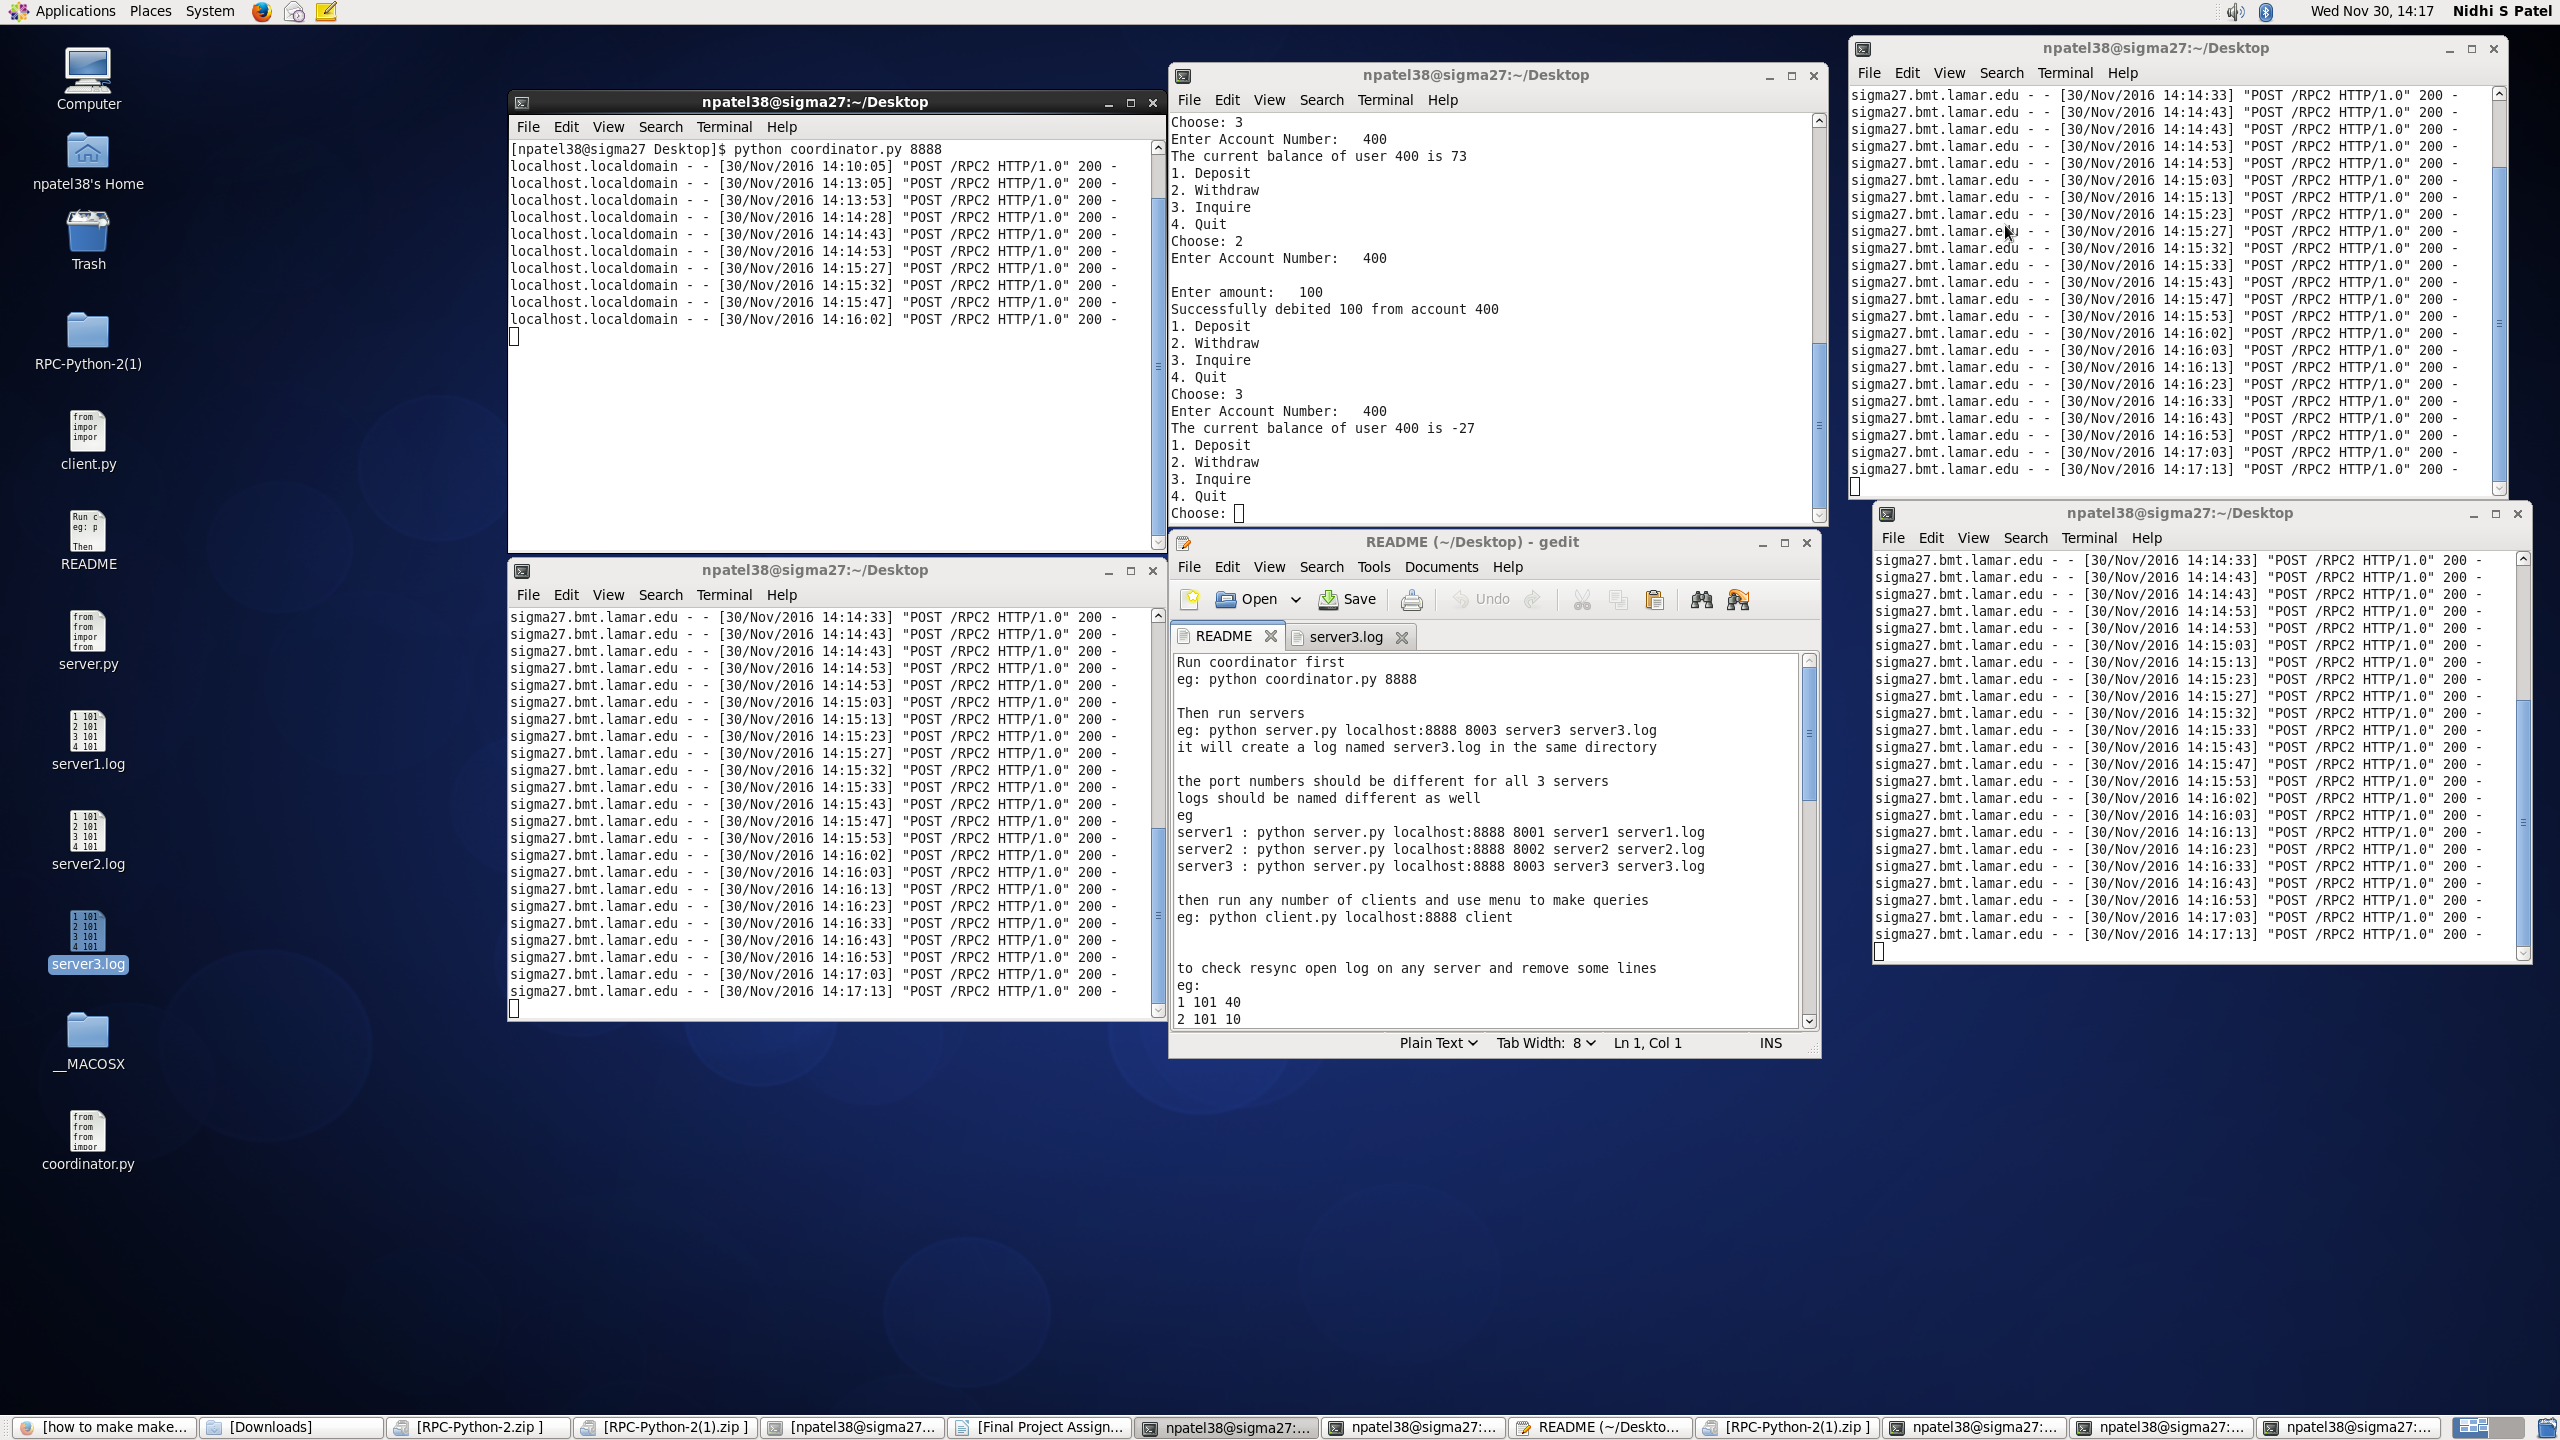 Applications Places System
Wed Nov 30, 14:17 Nidhi S Patel
Computer
npatel38's Home
Trash
RPC-Python-2(1)
from
impor
impor
client.py
Run c
eg: p
Then
README
from
from
impor
from
server.py
1 101
2 101
3 101
4 101
server1.log
1 101
2 101
3 101
4 101
server2.log
1 101
2 101
3 101
4 101
server3.log
__MACOSX
from
from
from
impor
coordinator.py
npatel38@sigma27:~/Desktop
File Edit View Search Terminal Help
[npatel38@sigma27 Desktop]$ python coordinator.py 8888
localhost.localdomain - - [30/Nov/2016 14:10:05] "POST /RPC2 HTTP/1.0" 200 -
localhost.localdomain - - [30/Nov/2016 14:13:05] "POST /RPC2 HTTP/1.0" 200 -
localhost.localdomain - - [30/Nov/2016 14:13:53] "POST /RPC2 HTTP/1.0" 200 -
localhost.localdomain - - [30/Nov/2016 14:14:28] "POST /RPC2 HTTP/1.0" 200 -
localhost.localdomain - - [30/Nov/2016 14:14:43] "POST /RPC2 HTTP/1.0" 200 -
localhost.localdomain - - [30/Nov/2016 14:14:53] "POST /RPC2 HTTP/1.0" 200 -
localhost.localdomain - - [30/Nov/2016 14:15:27] "POST /RPC2 HTTP/1.0" 200 -
localhost.localdomain - - [30/Nov/2016 14:15:32] "POST /RPC2 HTTP/1.0" 200 -
localhost.localdomain - - [30/Nov/2016 14:15:47] "POST /RPC2 HTTP/1.0" 200 -
localhost.localdomain - - [30/Nov/2016 14:16:02] "POST /RPC2 HTTP/1.0" 200 -
npatel38@sigma27:~/Desktop
File Edit View Search Terminal Help
sigma27.bmt.lamar.edu - - [30/Nov/2016 14:14:33] "POST /RPC2 HTTP/1.0" 200 -
sigma27.bmt.lamar.edu - - [30/Nov/2016 14:14:43] "POST /RPC2 HTTP/1.0" 200 -
sigma27.bmt.lamar.edu - - [30/Nov/2016 14:14:43] "POST /RPC2 HTTP/1.0" 200 -
sigma27.bmt.lamar.edu - - [30/Nov/2016 14:14:53] "POST /RPC2 HTTP/1.0" 200 -
sigma27.bmt.lamar.edu - - [30/Nov/2016 14:14:53] "POST /RPC2 HTTP/1.0" 200 -
sigma27.bmt.lamar.edu - - [30/Nov/2016 14:15:03] "POST /RPC2 HTTP/1.0" 200 -
sigma27.bmt.lamar.edu - - [30/Nov/2016 14:15:13] "POST /RPC2 HTTP/1.0" 200 -
sigma27.bmt.lamar.edu - - [30/Nov/2016 14:15:23] "POST /RPC2 HTTP/1.0" 200 -
sigma27.bmt.lamar.edu - - [30/Nov/2016 14:15:27] "POST /RPC2 HTTP/1.0" 200 -
sigma27.bmt.lamar.edu - - [30/Nov/2016 14:15:32] "POST /RPC2 HTTP/1.0" 200 -
sigma27.bmt.lamar.edu - - [30/Nov/2016 14:15:33] "POST /RPC2 HTTP/1.0" 200 -
sigma27.bmt.lamar.edu - - [30/Nov/2016 14:15:43] "POST /RPC2 HTTP/1.0" 200 -
sigma27.bmt.lamar.edu - - [30/Nov/2016 14:15:47] "POST /RPC2 HTTP/1.0" 200 -
sigma27.bmt.lamar.edu - - [30/Nov/2016 14:15:53] "POST /RPC2 HTTP/1.0" 200 -
sigma27.bmt.lamar.edu - - [30/Nov/2016 14:16:02] "POST /RPC2 HTTP/1.0" 200 -
sigma27.bmt.lamar.edu - - [30/Nov/2016 14:16:03] "POST /RPC2 HTTP/1.0" 200 -
sigma27.bmt.lamar.edu - - [30/Nov/2016 14:16:13] "POST /RPC2 HTTP/1.0" 200 -
sigma27.bmt.lamar.edu - - [30/Nov/2016 14:16:23] "POST /RPC2 HTTP/1.0" 200 -
sigma27.bmt.lamar.edu - - [30/Nov/2016 14:16:33] "POST /RPC2 HTTP/1.0" 200 -
sigma27.bmt.lamar.edu - - [30/Nov/2016 14:16:43] "POST /RPC2 HTTP/1.0" 200 -
sigma27.bmt.lamar.edu - - [30/Nov/2016 14:16:53] "POST /RPC2 HTTP/1.0" 200 -
sigma27.bmt.lamar.edu - - [30/Nov/2016 14:17:03] "POST /RPC2 HTTP/1.0" 200 -
sigma27.bmt.lamar.edu - - [30/Nov/2016 14:17:13] "POST /RPC2 HTTP/1.0" 200 -
npatel38@sigma27:~/Desktop
File Edit View Search Terminal Help
Choose: 3
Enter Account Number:   400
The current balance of user 400 is 73
1. Deposit
2. Withdraw
3. Inquire
4. Quit
Choose: 2
Enter Account Number:   400
Enter amount:   100
Successfully debited 100 from account 400
1. Deposit
2. Withdraw
3. Inquire
4. Quit
Choose: 3
Enter Account Number:   400
The current balance of user 400 is -27
1. Deposit
2. Withdraw
3. Inquire
4. Quit
Choose:
README (~/Desktop) - gedit
File Edit View Search Tools Documents Help
Open Save Undo
README server3.log
Run coordinator first
eg: python coordinator.py 8888
Then run servers
eg: python server.py localhost:8888 8003 server3 server3.log
it will create a log named server3.log in the same directory
the port numbers should be different for all 3 servers
logs should be named different as well
eg
server1 : python server.py localhost:8888 8001 server1 server1.log
server2 : python server.py localhost:8888 8002 server2 server2.log
server3 : python server.py localhost:8888 8003 server3 server3.log
then run any number of clients and use menu to make queries
eg: python client.py localhost:8888 client
to check resync open log on any server and remove some lines
eg:
1 101 40
2 101 10
Plain Text Tab Width: 8 Ln 1, Col 1 INS
npatel38@sigma27:~/Desktop
File Edit View Search Terminal Help
sigma27.bmt.lamar.edu - - [30/Nov/2016 14:14:33] "POST /RPC2 HTTP/1.0" 200 -
sigma27.bmt.lamar.edu - - [30/Nov/2016 14:14:43] "POST /RPC2 HTTP/1.0" 200 -
sigma27.bmt.lamar.edu - - [30/Nov/2016 14:14:43] "POST /RPC2 HTTP/1.0" 200 -
sigma27.bmt.lamar.edu - - [30/Nov/2016 14:14:53] "POST /RPC2 HTTP/1.0" 200 -
sigma27.bmt.lamar.edu - - [30/Nov/2016 14:14:53] "POST /RPC2 HTTP/1.0" 200 -
sigma27.bmt.lamar.edu - - [30/Nov/2016 14:15:03] "POST /RPC2 HTTP/1.0" 200 -
sigma27.bmt.lamar.edu - - [30/Nov/2016 14:15:13] "POST /RPC2 HTTP/1.0" 200 -
sigma27.bmt.lamar.edu - - [30/Nov/2016 14:15:23] "POST /RPC2 HTTP/1.0" 200 -
sigma27.bmt.lamar.edu - - [30/Nov/2016 14:15:27] "POST /RPC2 HTTP/1.0" 200 -
sigma27.bmt.lamar.edu - - [30/Nov/2016 14:15:32] "POST /RPC2 HTTP/1.0" 200 -
sigma27.bmt.lamar.edu - - [30/Nov/2016 14:15:33] "POST /RPC2 HTTP/1.0" 200 -
sigma27.bmt.lamar.edu - - [30/Nov/2016 14:15:43] "POST /RPC2 HTTP/1.0" 200 -
sigma27.bmt.lamar.edu - - [30/Nov/2016 14:15:47] "POST /RPC2 HTTP/1.0" 200 -
sigma27.bmt.lamar.edu - - [30/Nov/2016 14:15:53] "POST /RPC2 HTTP/1.0" 200 -
sigma27.bmt.lamar.edu - - [30/Nov/2016 14:16:02] "POST /RPC2 HTTP/1.0" 200 -
sigma27.bmt.lamar.edu - - [30/Nov/2016 14:16:03] "POST /RPC2 HTTP/1.0" 200 -
sigma27.bmt.lamar.edu - - [30/Nov/2016 14:16:13] "POST /RPC2 HTTP/1.0" 200 -
sigma27.bmt.lamar.edu - - [30/Nov/2016 14:16:23] "POST /RPC2 HTTP/1.0" 200 -
sigma27.bmt.lamar.edu - - [30/Nov/2016 14:16:33] "POST /RPC2 HTTP/1.0" 200 -
sigma27.bmt.lamar.edu - - [30/Nov/2016 14:16:43] "POST /RPC2 HTTP/1.0" 200 -
sigma27.bmt.lamar.edu - - [30/Nov/2016 14:16:53] "POST /RPC2 HTTP/1.0" 200 -
sigma27.bmt.lamar.edu - - [30/Nov/2016 14:17:03] "POST /RPC2 HTTP/1.0" 200 -
sigma27.bmt.lamar.edu - - [30/Nov/2016 14:17:13] "POST /RPC2 HTTP/1.0" 200 -
npatel38@sigma27:~/Desktop
File Edit View Search Terminal Help
sigma27.bmt.lamar.edu - - [30/Nov/2016 14:14:33] "POST /RPC2 HTTP/1.0" 200 -
sigma27.bmt.lamar.edu - - [30/Nov/2016 14:14:43] "POST /RPC2 HTTP/1.0" 200 -
sigma27.bmt.lamar.edu - - [30/Nov/2016 14:14:43] "POST /RPC2 HTTP/1.0" 200 -
sigma27.bmt.lamar.edu - - [30/Nov/2016 14:14:53] "POST /RPC2 HTTP/1.0" 200 -
sigma27.bmt.lamar.edu - - [30/Nov/2016 14:14:53] "POST /RPC2 HTTP/1.0" 200 -
sigma27.bmt.lamar.edu - - [30/Nov/2016 14:15:03] "POST /RPC2 HTTP/1.0" 200 -
sigma27.bmt.lamar.edu - - [30/Nov/2016 14:15:13] "POST /RPC2 HTTP/1.0" 200 -
sigma27.bmt.lamar.edu - - [30/Nov/2016 14:15:23] "POST /RPC2 HTTP/1.0" 200 -
sigma27.bmt.lamar.edu - - [30/Nov/2016 14:15:27] "POST /RPC2 HTTP/1.0" 200 -
sigma27.bmt.lamar.edu - - [30/Nov/2016 14:15:32] "POST /RPC2 HTTP/1.0" 200 -
sigma27.bmt.lamar.edu - - [30/Nov/2016 14:15:33] "POST /RPC2 HTTP/1.0" 200 -
sigma27.bmt.lamar.edu - - [30/Nov/2016 14:15:43] "POST /RPC2 HTTP/1.0" 200 -
sigma27.bmt.lamar.edu - - [30/Nov/2016 14:15:47] "POST /RPC2 HTTP/1.0" 200 -
sigma27.bmt.lamar.edu - - [30/Nov/2016 14:15:53] "POST /RPC2 HTTP/1.0" 200 -
sigma27.bmt.lamar.edu - - [30/Nov/2016 14:16:02] "POST /RPC2 HTTP/1.0" 200 -
sigma27.bmt.lamar.edu - - [30/Nov/2016 14:16:03] "POST /RPC2 HTTP/1.0" 200 -
sigma27.bmt.lamar.edu - - [30/Nov/2016 14:16:13] "POST /RPC2 HTTP/1.0" 200 -
sigma27.bmt.lamar.edu - - [30/Nov/2016 14:16:23] "POST /RPC2 HTTP/1.0" 200 -
sigma27.bmt.lamar.edu - - [30/Nov/2016 14:16:33] "POST /RPC2 HTTP/1.0" 200 -
sigma27.bmt.lamar.edu - - [30/Nov/2016 14:16:43] "POST /RPC2 HTTP/1.0" 200 -
sigma27.bmt.lamar.edu - - [30/Nov/2016 14:16:53] "POST /RPC2 HTTP/1.0" 200 -
sigma27.bmt.lamar.edu - - [30/Nov/2016 14:17:03] "POST /RPC2 HTTP/1.0" 200 -
sigma27.bmt.lamar.edu - - [30/Nov/2016 14:17:13] "POST /RPC2 HTTP/1.0" 200 -
[how to make make... [Downloads] [RPC-Python-2.zip ] [RPC-Python-2(1).zip ] [npatel38@sigma27... [Final Project Assign... npatel38@sigma27:... npatel38@sigma27:... README (~/Deskto... [RPC-Python-2(1).zip ] npatel38@sigma27:... npatel38@sigma27:... npatel38@sigma27:...